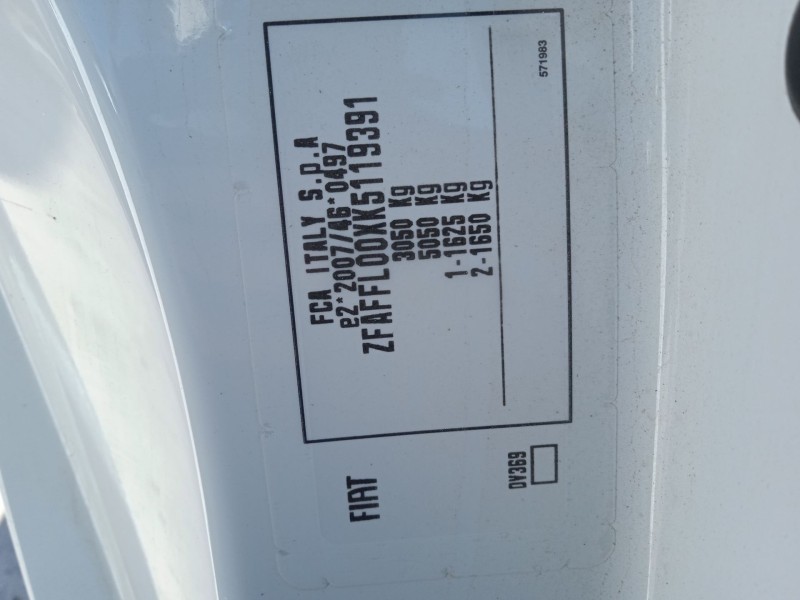 FCA ITALY S.p.A
e2*2007/46*0497
ZFAFFL00XK5119391
3050 Kg
5050 Kg
1-1625 Kg
2-1650 Kg
571983
FIAT
DV369